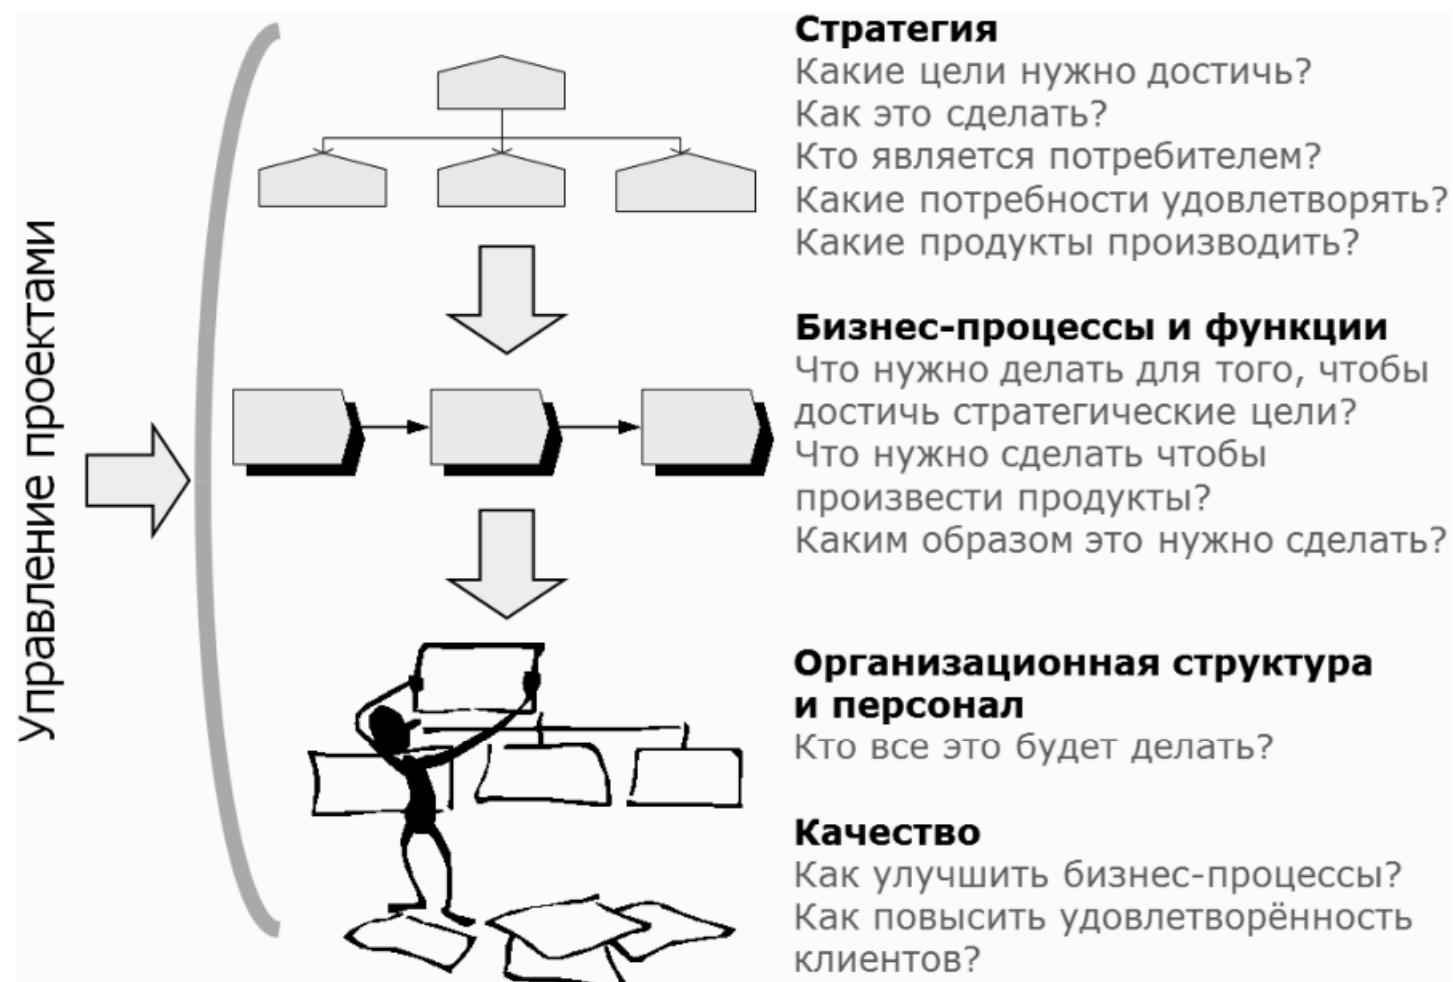 Управление проектами
Стратегия
Какие цели нужно достичь?
Как это сделать?
Кто является потребителем?
Какие потребности удовлетворять?
Какие продукты производить?
Бизнес-процессы и функции
Что нужно делать для того, чтобы
достичь стратегические цели?
Что нужно сделать чтобы
произвести продукты?
Каким образом это нужно сделать?
Организационная структура
и персонал
Кто все это будет делать?
Качество
Как улучшить бизнес-процессы?
Как повысить удовлетворённость
клиентов?